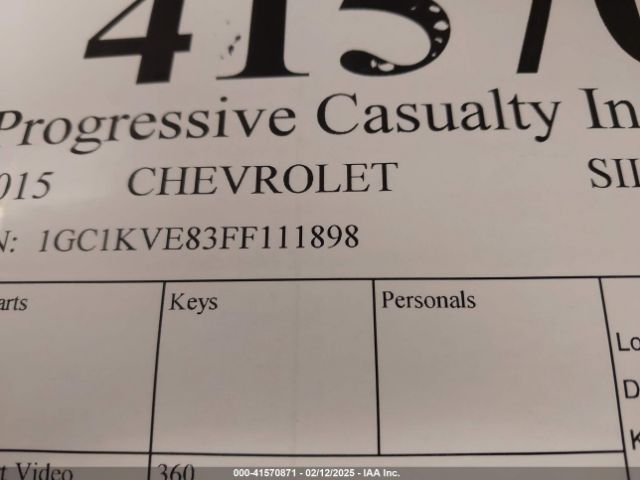 4157
Progressive Casualty In
015 CHEVROLET SIL
N: 1GC1KVE83FF111898
arts Keys Personals
Lo
D
K
t Video 360
000-41570871 - 02/12/2025 - IAA Inc.